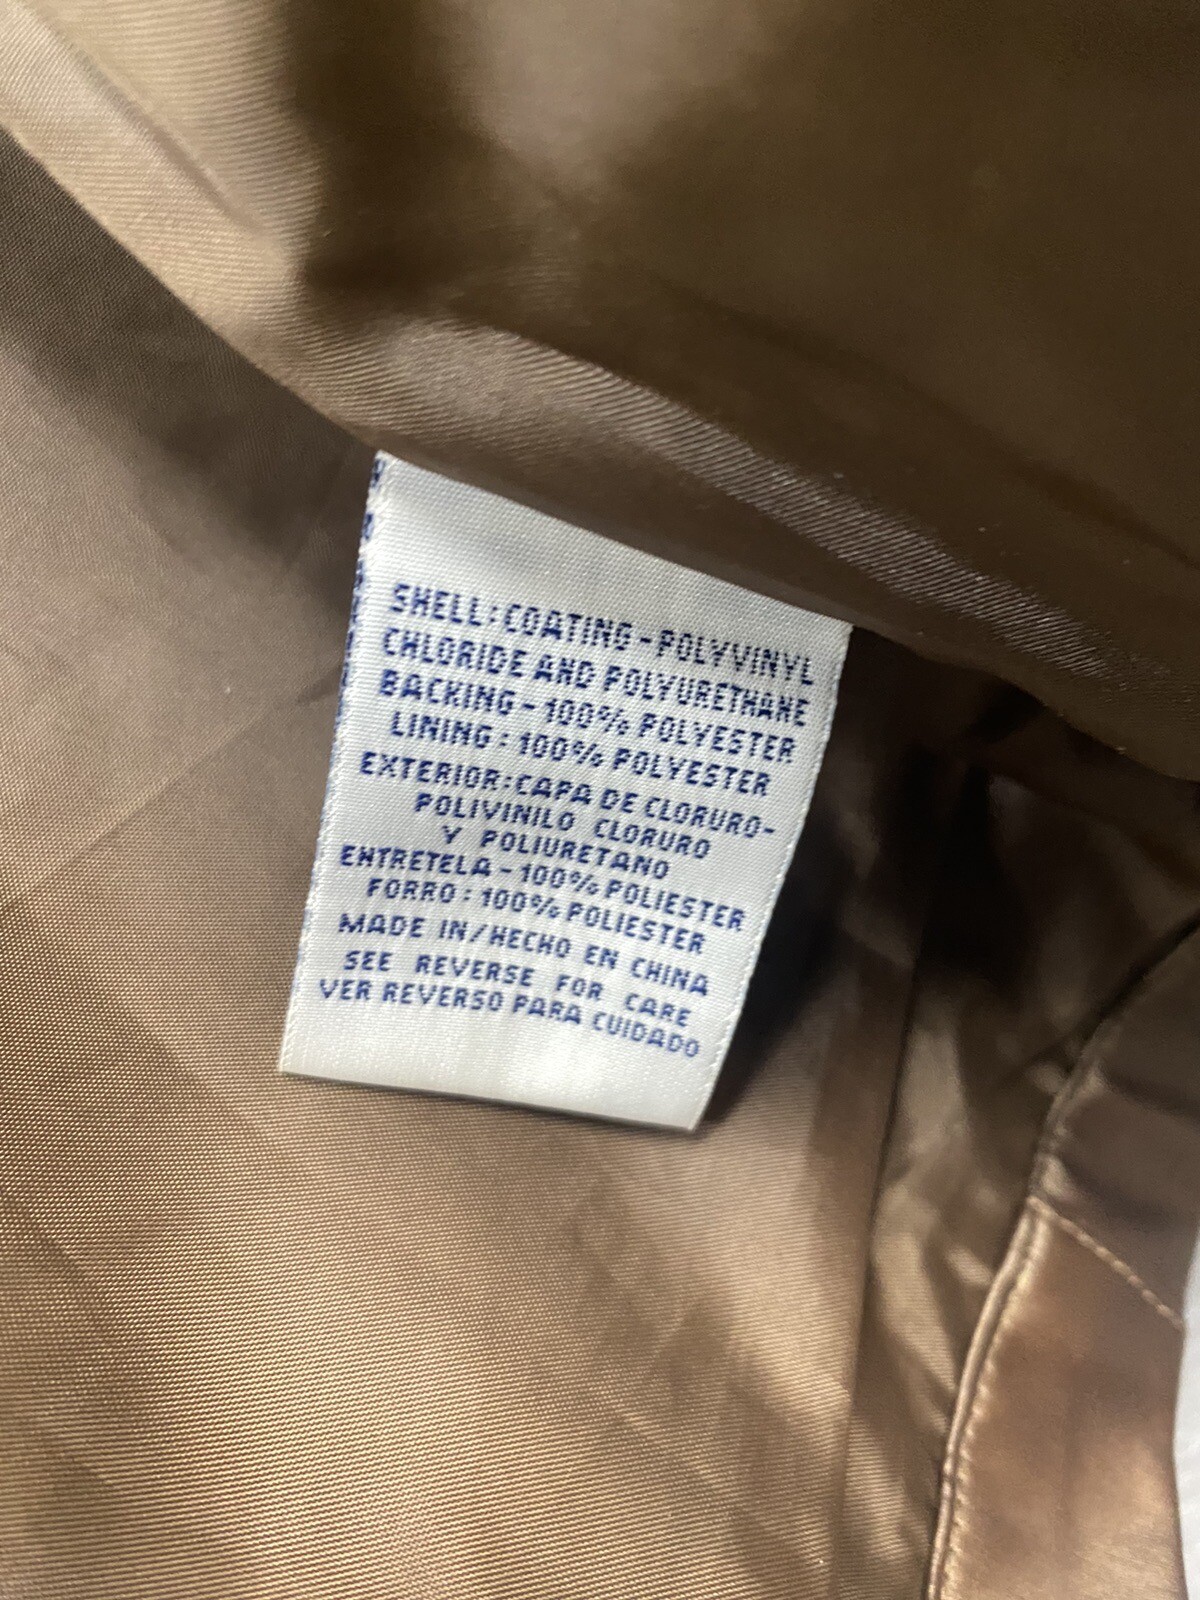 SHELL:COATING-POLYVINYL
CHLORIDE AND POLYURETHANE
BACKING-100% POLYESTER
LINING:100% POLYESTER
EXTERIOR:CAPA DE CLORURO-
POLIVINILO CLORURO
Y POLIURETANO
ENTRETELA-100% POLIESTER
FORRO:100% POLIESTER
MADE IN/HECHO EN CHINA
SEE REVERSE FOR CARE
VER REVERSO PARA CUIDADO